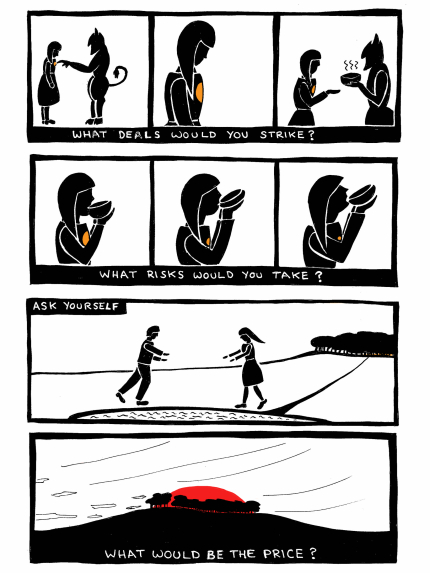 WHAT DEALS WOULD YOU STRIKE?
WHAT RISKS WOULD YOU TAKE?
ASK YOURSELF
WHAT WOULD BE THE PRICE?